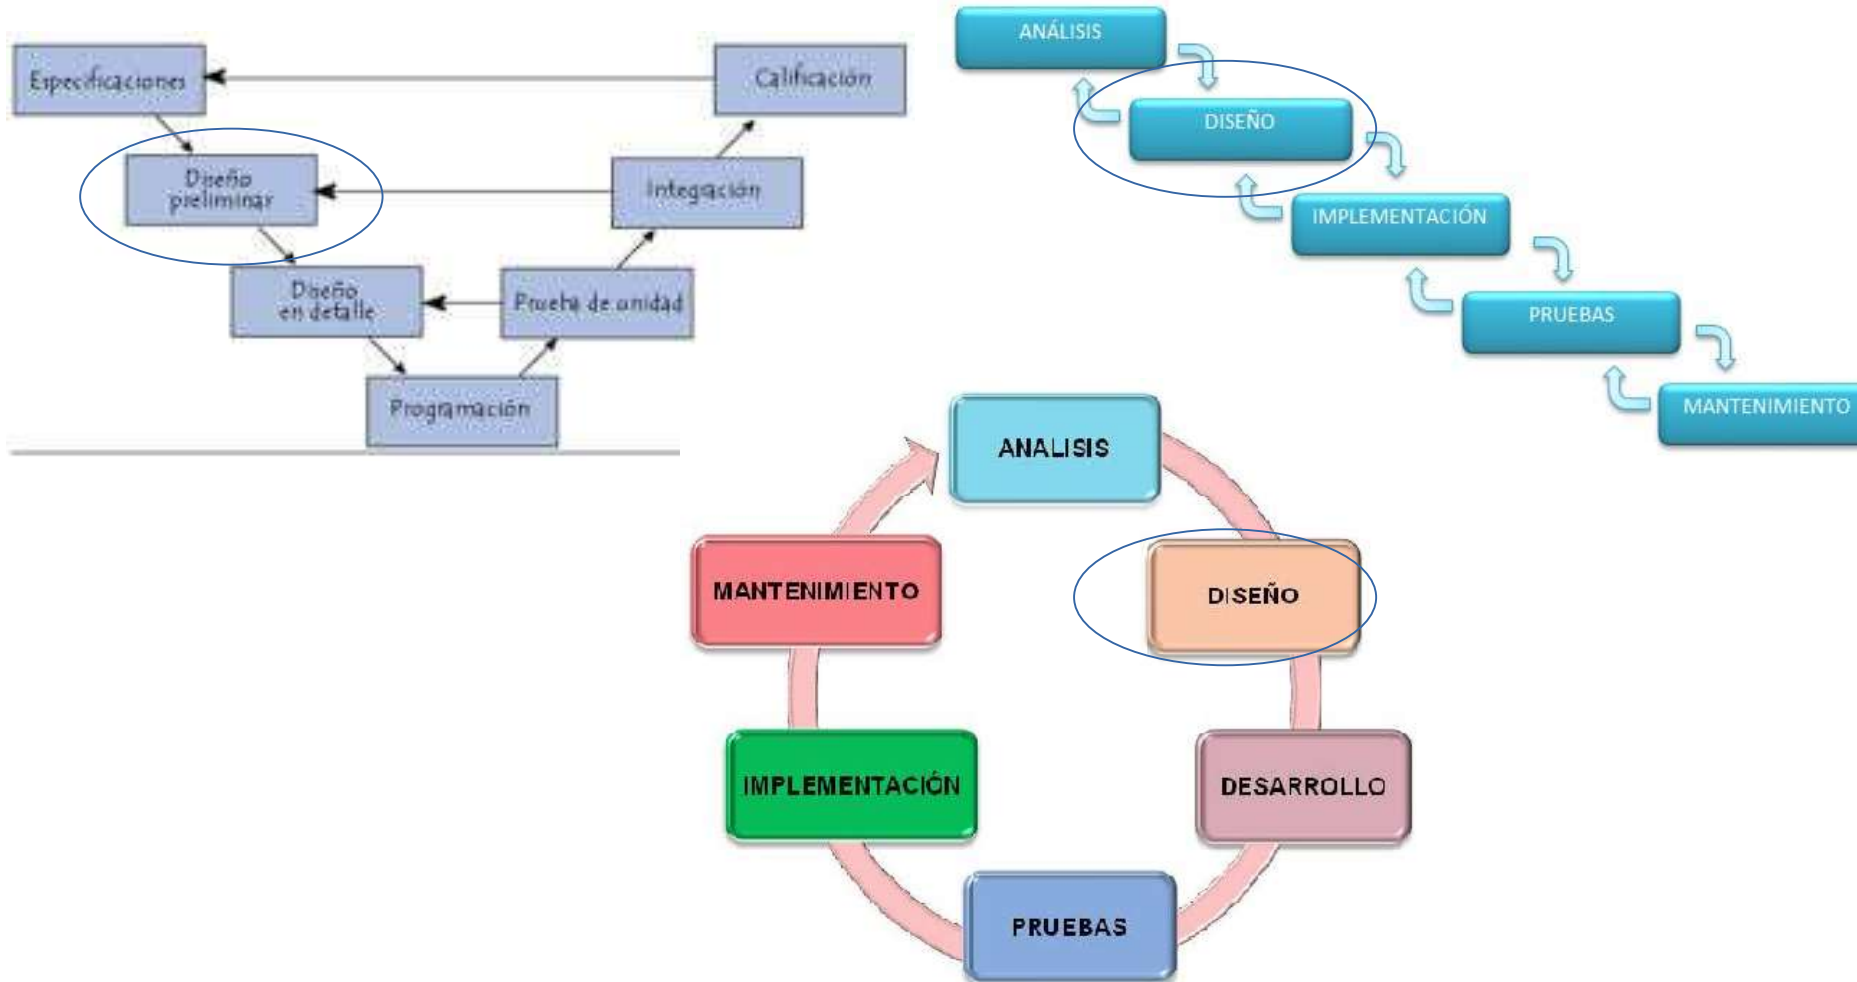 Especificaciones
Calificación
Diseño
preliminar
Integración
Diseño
en detalle
Prueba de unidad
Programación
ANÁLISIS
DISEÑO
IMPLEMENTACIÓN
PRUEBAS
MANTENIMIENTO
ANALISIS
DISEÑO
DESARROLLO
PRUEBAS
IMPLEMENTACIÓN
MANTENIMIENTO